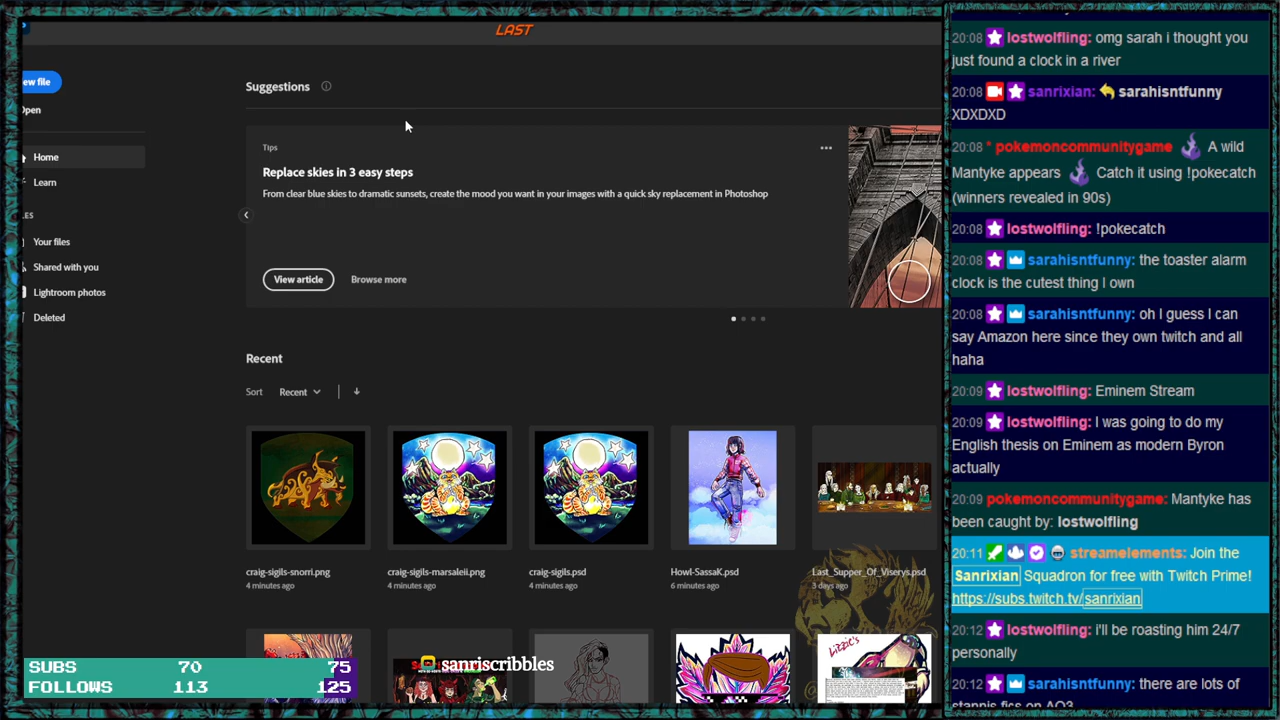 LAST
ew file
pen
Home
Learn
ES
Your files
Shared with you
Lightroom photos
Deleted
Suggestions
Tips
Replace skies in 3 easy steps
From clear blue skies to dramatic sunsets, create the mood you want in your images with a quick sky replacement in Photoshop
View article Browse more
Recent
Sort Recent
craig-sigils-snorri.png
4 minutes ago
craig-sigils-marsaleii.png
4 minutes ago
craig-sigils.psd
4 minutes ago
Howl-SassaK.psd
6 minutes ago
Last_Supper_Of_Viserys.psd
3 days ago
Lizzie's
SUBS 70 75
FOLLOWS 113 125
sanriscribbles
20:08 lostwolfling: omg sarah i thought you
just found a clock in a river
20:08 sanrixian: sarahisntfunny
XDXDXD
20:08 pokemoncommunitygame A wild
Mantyke appears Catch it using !pokecatch
(winners revealed in 90s)
20:08 lostwolfling: !pokecatch
20:08 sarahisntfunny: the toaster alarm
clock is the cutest thing I own
20:08 sarahisntfunny: oh I guess I can
say Amazon here since they own twitch and all
haha
20:09 lostwolfling: Eminem Stream
20:09 lostwolfling: I was going to do my
English thesis on Eminem as modern Byron
actually
20:09 pokemoncommunitygame: Mantyke has
been caught by: lostwolfling
20:11 streamelements: Join the
Sanrixian Squadron for free with Twitch Prime!
https://subs.twitch.tv/sanrixian
20:12 lostwolfling: i'll be roasting him 24/7
personally
20:12 sarahisntfunny: there are lots of
stannis fics on AO3